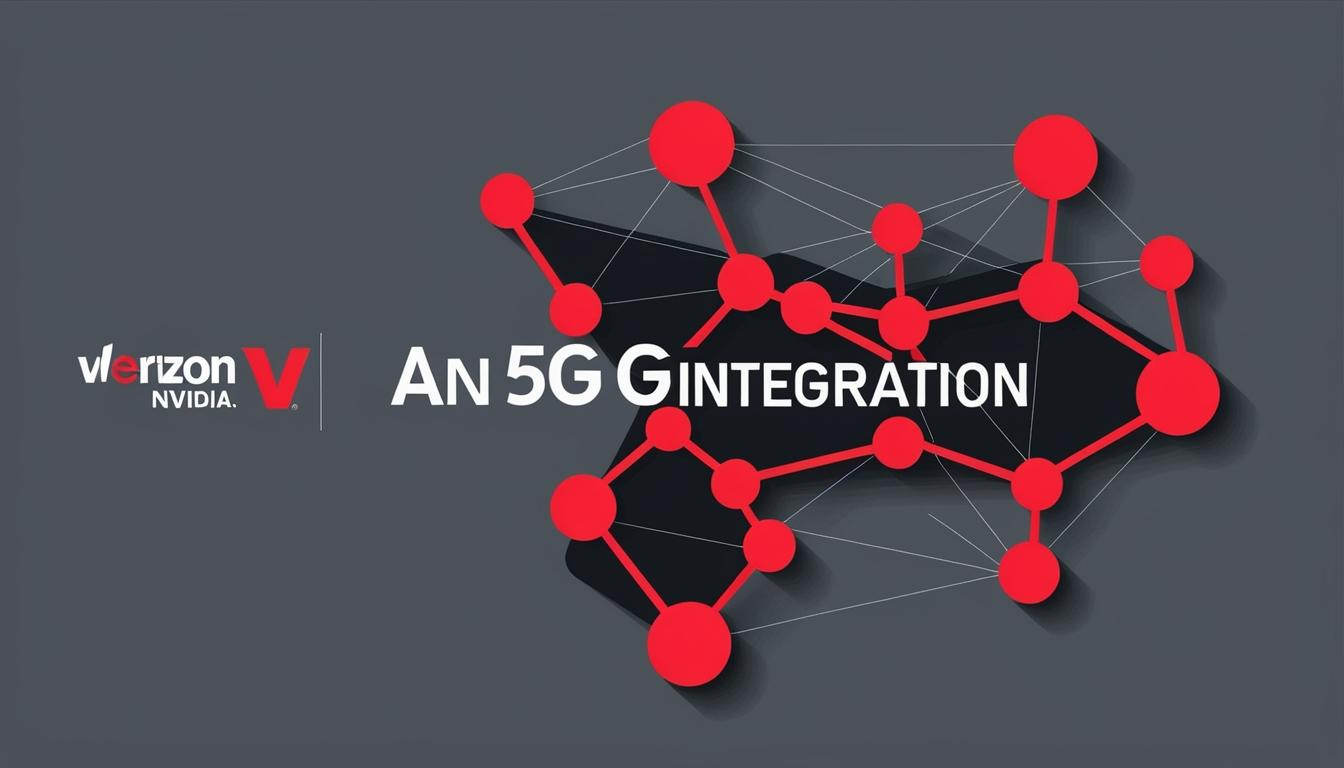 vlerizon V
NVIDIA.
AN 5G GINTEGRATION